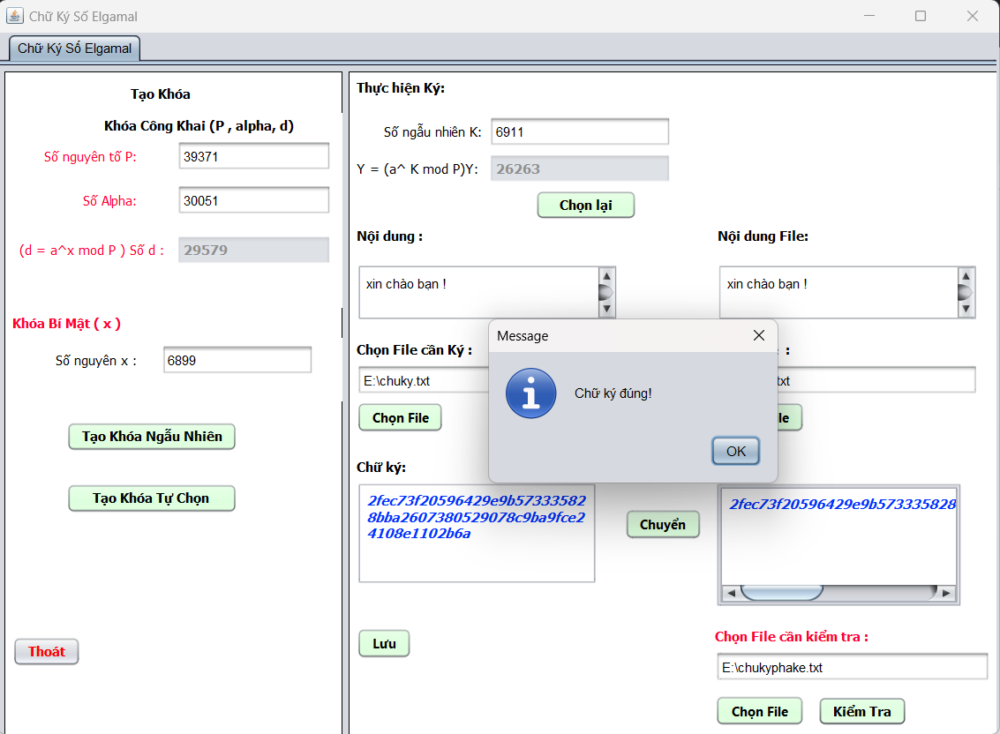 Chữ Ký Số Elgamal
Chữ Ký Số Elgamal
Tạo Khóa
Khóa Công Khai (P , alpha, d)
Số nguyên tố P:
39371
Số Alpha:
30051
(d = a^x mod P ) Số d :
29579
Khóa Bí Mật ( x )
Số nguyên x :
6899
Tạo Khóa Ngẫu Nhiên
Tạo Khóa Tự Chọn
Thoát
Thực hiện Ký:
Số ngẫu nhiên K:
6911
Y = (a^ K mod P)Y:
26263
Chọn lại
Nội dung :
Nội dung File:
xin chào bạn !
xin chào bạn !
Message
Chữ ký đúng!
OK
Chọn File cần Ký :
:
E:\chuky.txt
txt
Chọn File
le
Chữ ký:
2fec73f20596429e9b57333582
8bba2607380529078c9ba9fce2
4108e1102b6a
Chuyển
2fec73f20596429e9b573335828
Lưu
Chọn File cần kiểm tra :
E:\chukyphake.txt
Chọn File
Kiểm Tra